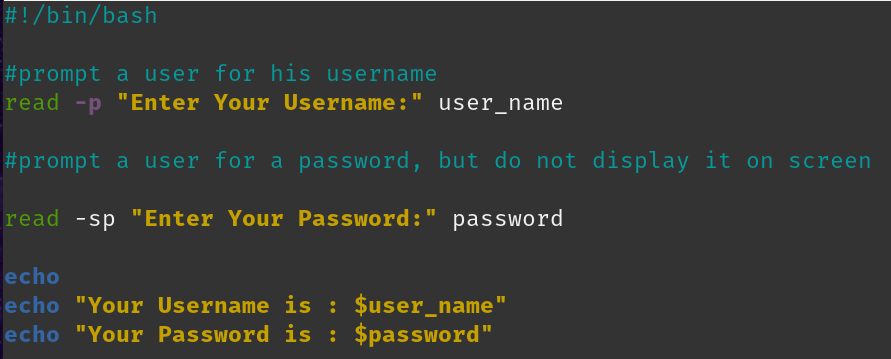 #!/bin/bash
#prompt a user for his username
read -p "Enter Your Username:" user_name
#prompt a user for a password, but do not display it on screen
read -sp "Enter Your Password:" password
echo
echo "Your Username is : $user_name"
echo "Your Password is : $password"